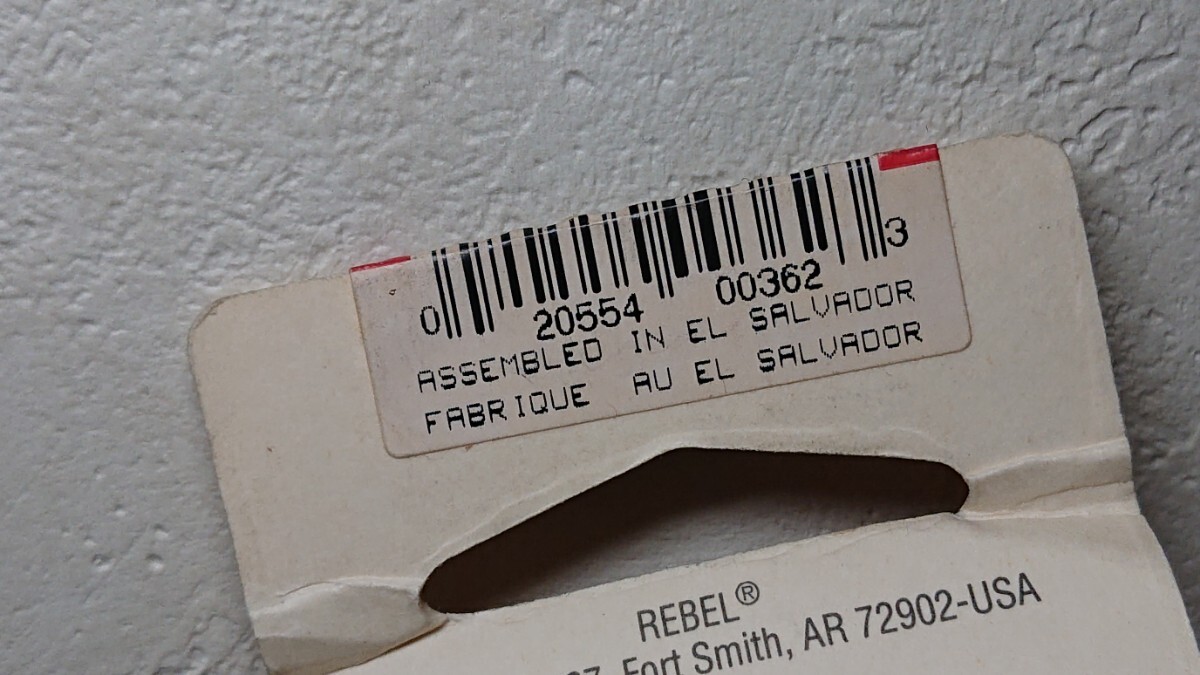 0 20554 00362 3
ASSEMBLED IN EL SALVADOR
FABRIQUE AU EL SALVADOR
REBEL®
Fort Smith, AR 72902-USA